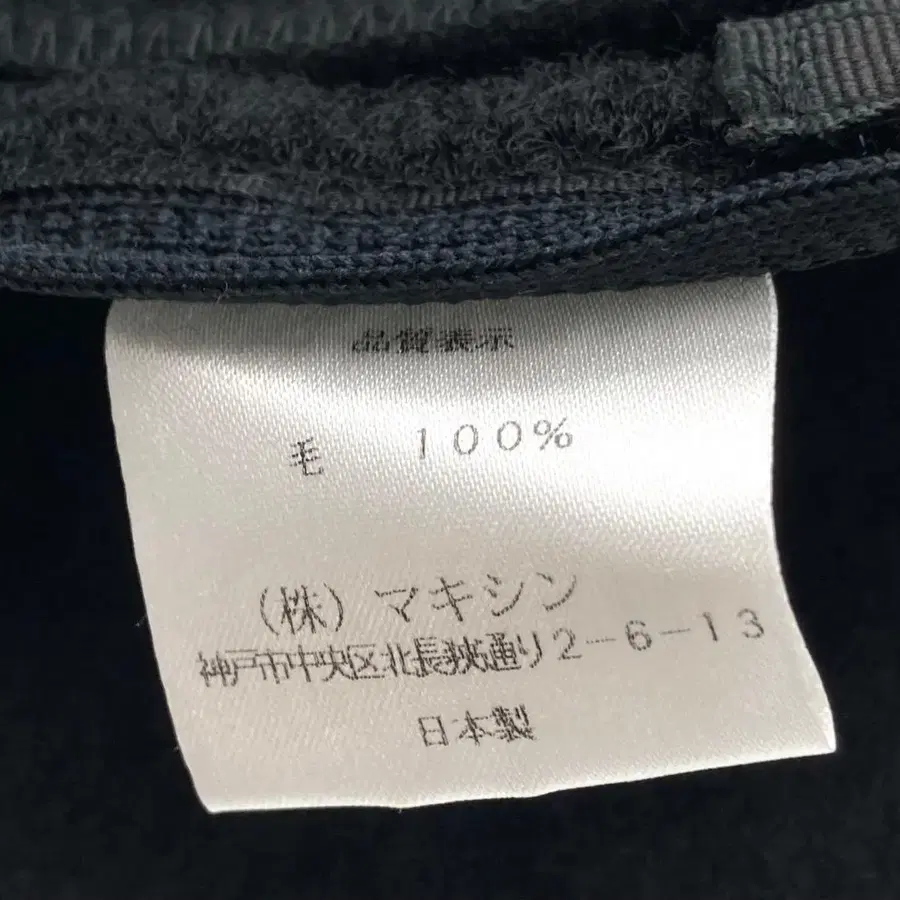 品質表示
毛 100%
(株)マキシン
神戸市中央区北長狭通り2-6-13
日本製